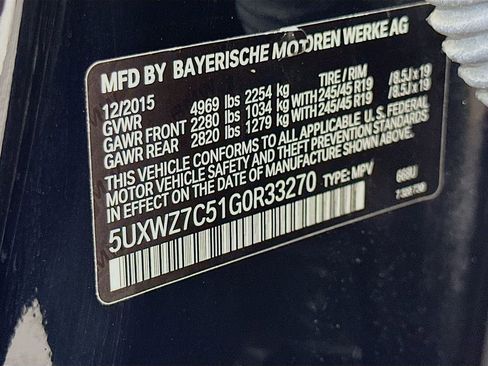 MFD BY BAYERISCHE MOTOREN WERKE AG
12/2015 TIRE / RIM
GVWR 4969 lbs 2254 kg
GAWR FRONT 2280 lbs 1034 kg WITH 245/45 R19 / 8.5J x 19
GAWR REAR 2820 lbs 1279 kg WITH 245/45 R19 / 8.5J x 19
THIS VEHICLE CONFORMS TO ALL APPLICABLE U.S. FEDERAL
MOTOR VEHICLE SAFETY AND THEFT PREVENTION STANDARDS
IN EFFECT ON THE DATE OF MANUFACTURE SHOWN ABOVE.
5UXWZ7C51G0R33270 TYPE: MPV 668U